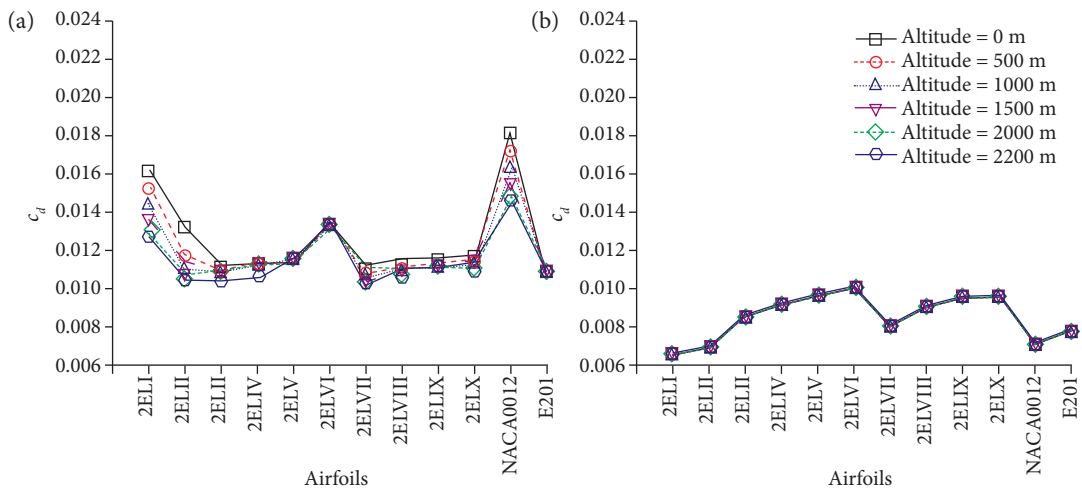 (a)
0.024
0.022
0.020
0.018
0.016
0.014
0.012
0.010
0.008
0.006
c_d
2ELI
2ELII
2ELII
2ELIV
2ELV
2ELVI
2ELVII
2ELVIII
2ELIX
2ELX
NACA0012
E201
Airfoils
(b)
0.024
0.022
0.020
0.018
0.016
0.014
0.012
0.010
0.008
0.006
c_d
Altitude = 0 m
Altitude = 500 m
Altitude = 1000 m
Altitude = 1500 m
Altitude = 2000 m
Altitude = 2200 m
2ELI
2ELII
2ELII
2ELIV
2ELV
2ELVI
2ELVII
2ELVIII
2ELIX
2ELX
NACA0012
E201
Airfoils